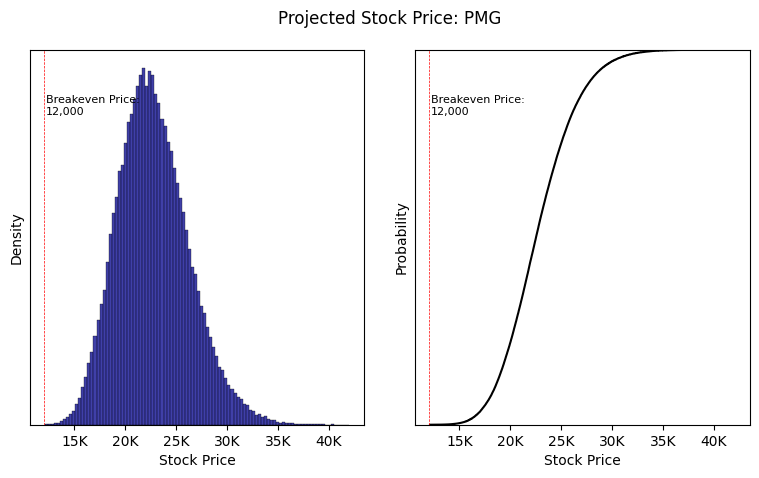 Projected Stock Price: PMG
Density
Breakeven Price:
12,000
15K 20K 25K 30K 35K 40K
Stock Price
Probability
Breakeven Price:
12,000
15K 20K 25K 30K 35K 40K
Stock Price